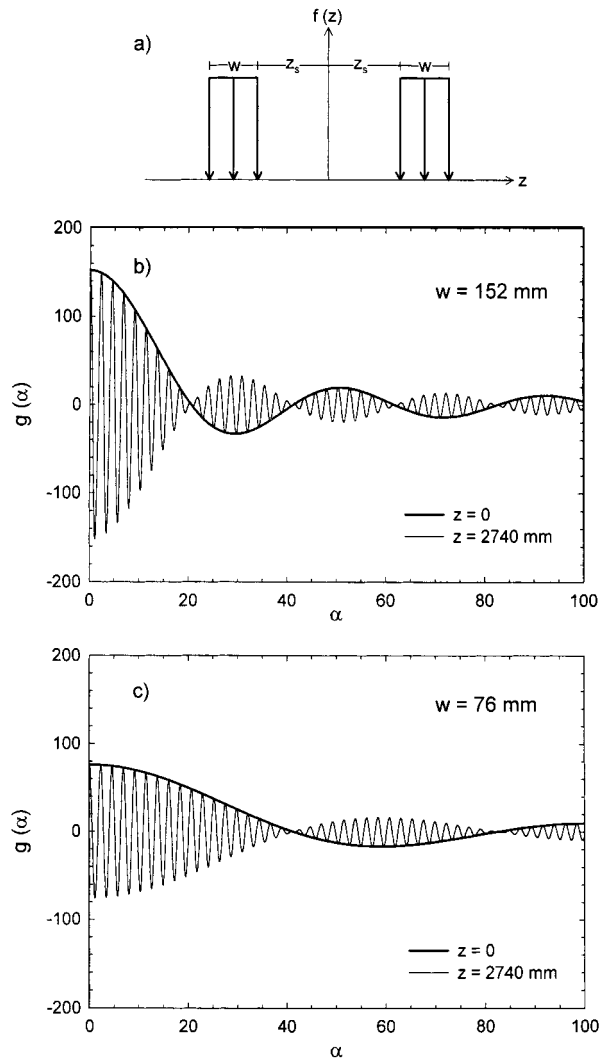 f (z)
a)
w z_s z_s w
z
200
b)
w = 152 mm
100
g (α)
0
-100
z = 0
z = 2740 mm
-200
0 20 40 60 80 100
α
200
c)
w = 76 mm
100
g (α)
0
-100
z = 0
z = 2740 mm
-200
0 20 40 60 80 100
α